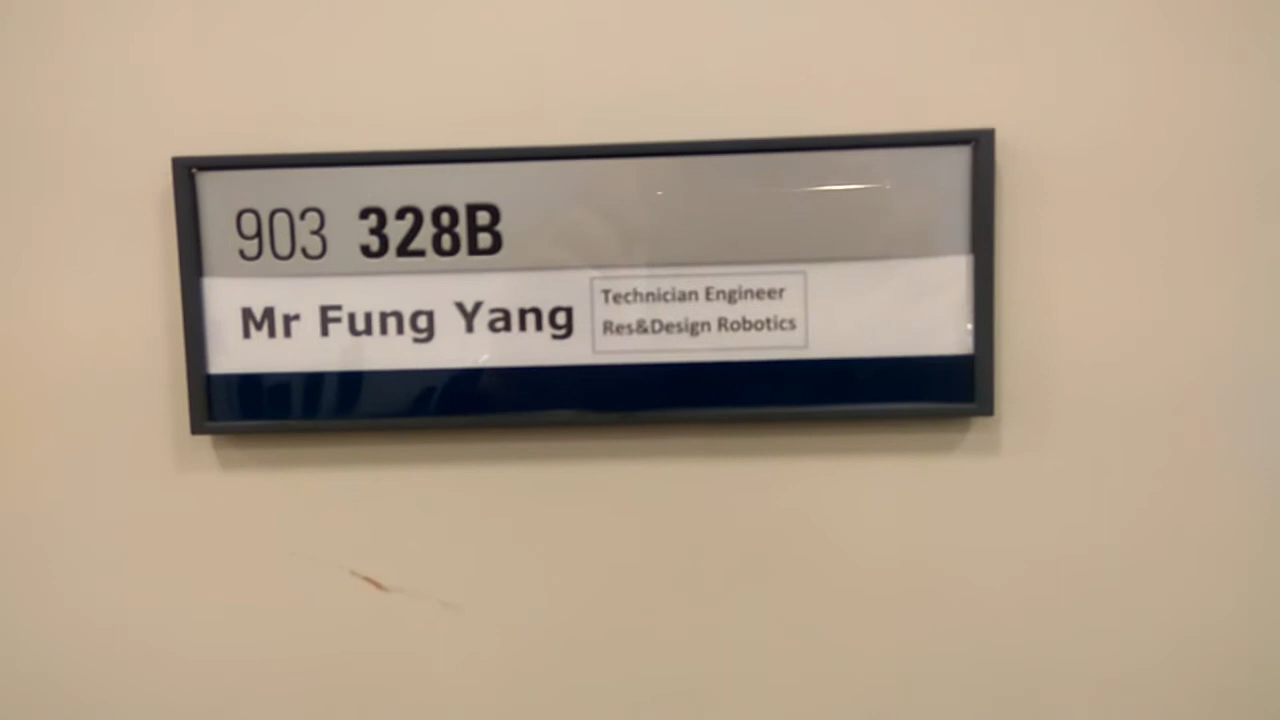 903 328B
Mr Fung Yang
Technician Engineer
Res&Design Robotics